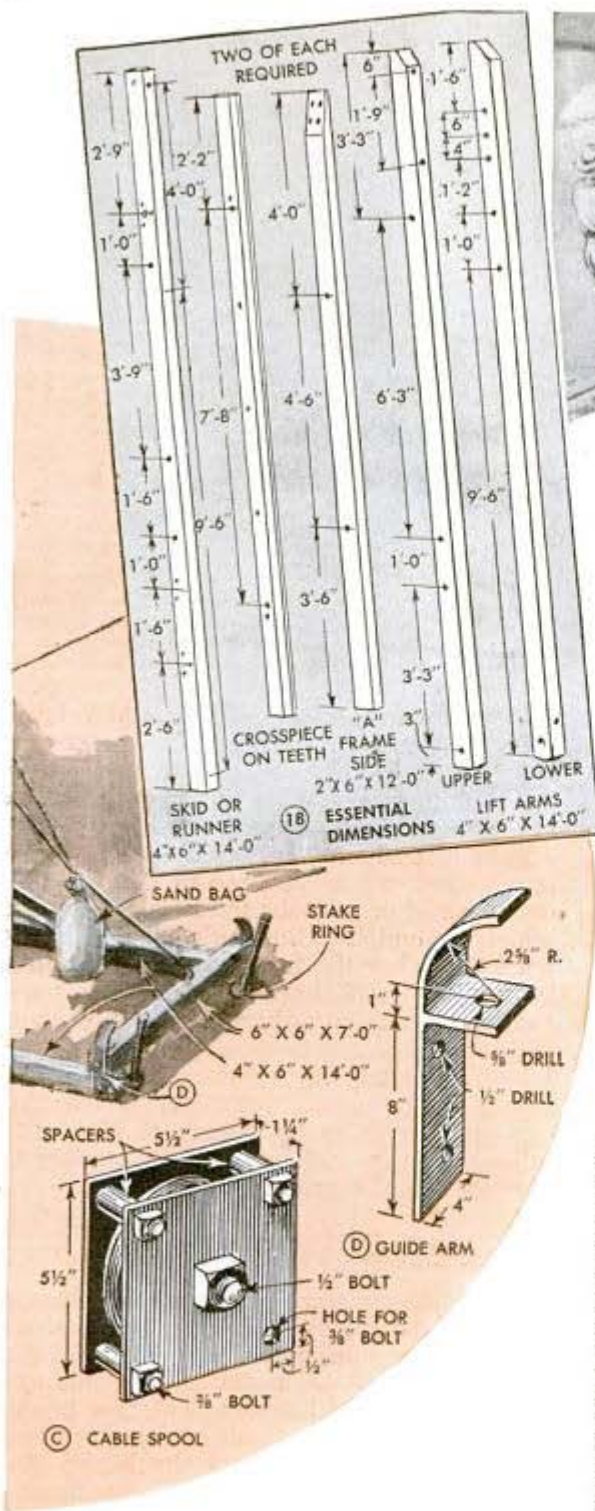 TWO OF EACH
REQUIRED
2'-9"
1'-0"
3'-9"
1'-6"
1'-0"
1'-6"
2'-6"
4'-0"
9'-6"
SKID OR
RUNNER
4"X6"X 14'-0"
2'-2"
7'-8"
CROSSPIECE
ON TEETH
4'-0"
4'-6"
3'-6"
"A"
FRAME
SIDE
2"X 6"X 12'-0"
6"
1'-9"
3'-3"
6'-3"
1'-0"
3'-3"
3"
UPPER
1'-6"
6"
4"
1'-2"
1'-0"
9'-6"
LOWER
LIFT ARMS
4" X 6" X 14'-0"
18 ESSENTIAL
DIMENSIONS
SAND BAG
STAKE
RING
6" X 6" X 7'-0"
4" X 6" X 14'-0"
D
2⅝" R.
1"
⅝" DRILL
½" DRILL
8"
4"
D GUIDE ARM
SPACERS
5½"
1¼"
5½"
½" BOLT
HOLE FOR
⅜" BOLT
½"
⅜" BOLT
C CABLE SPOOL